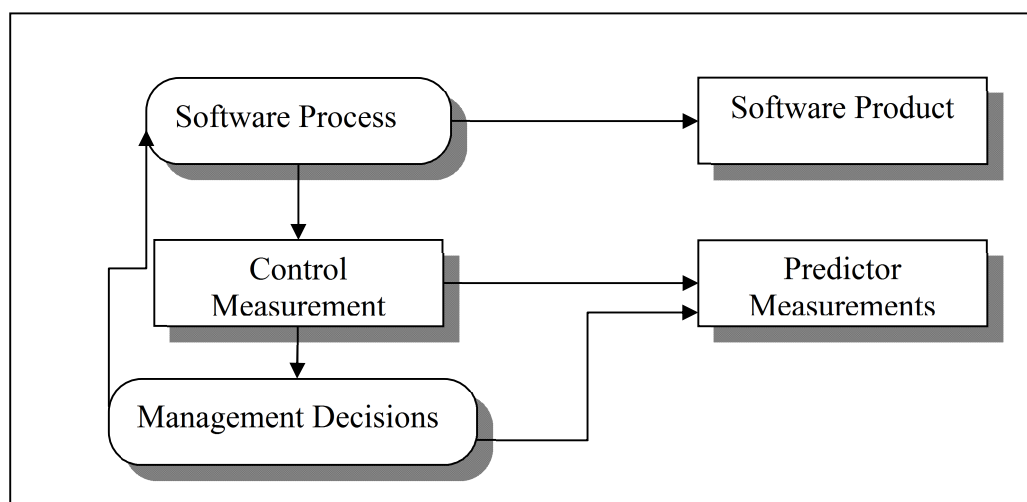 Software Process
Software Product
Control
Measurement
Predictor
Measurements
Management Decisions